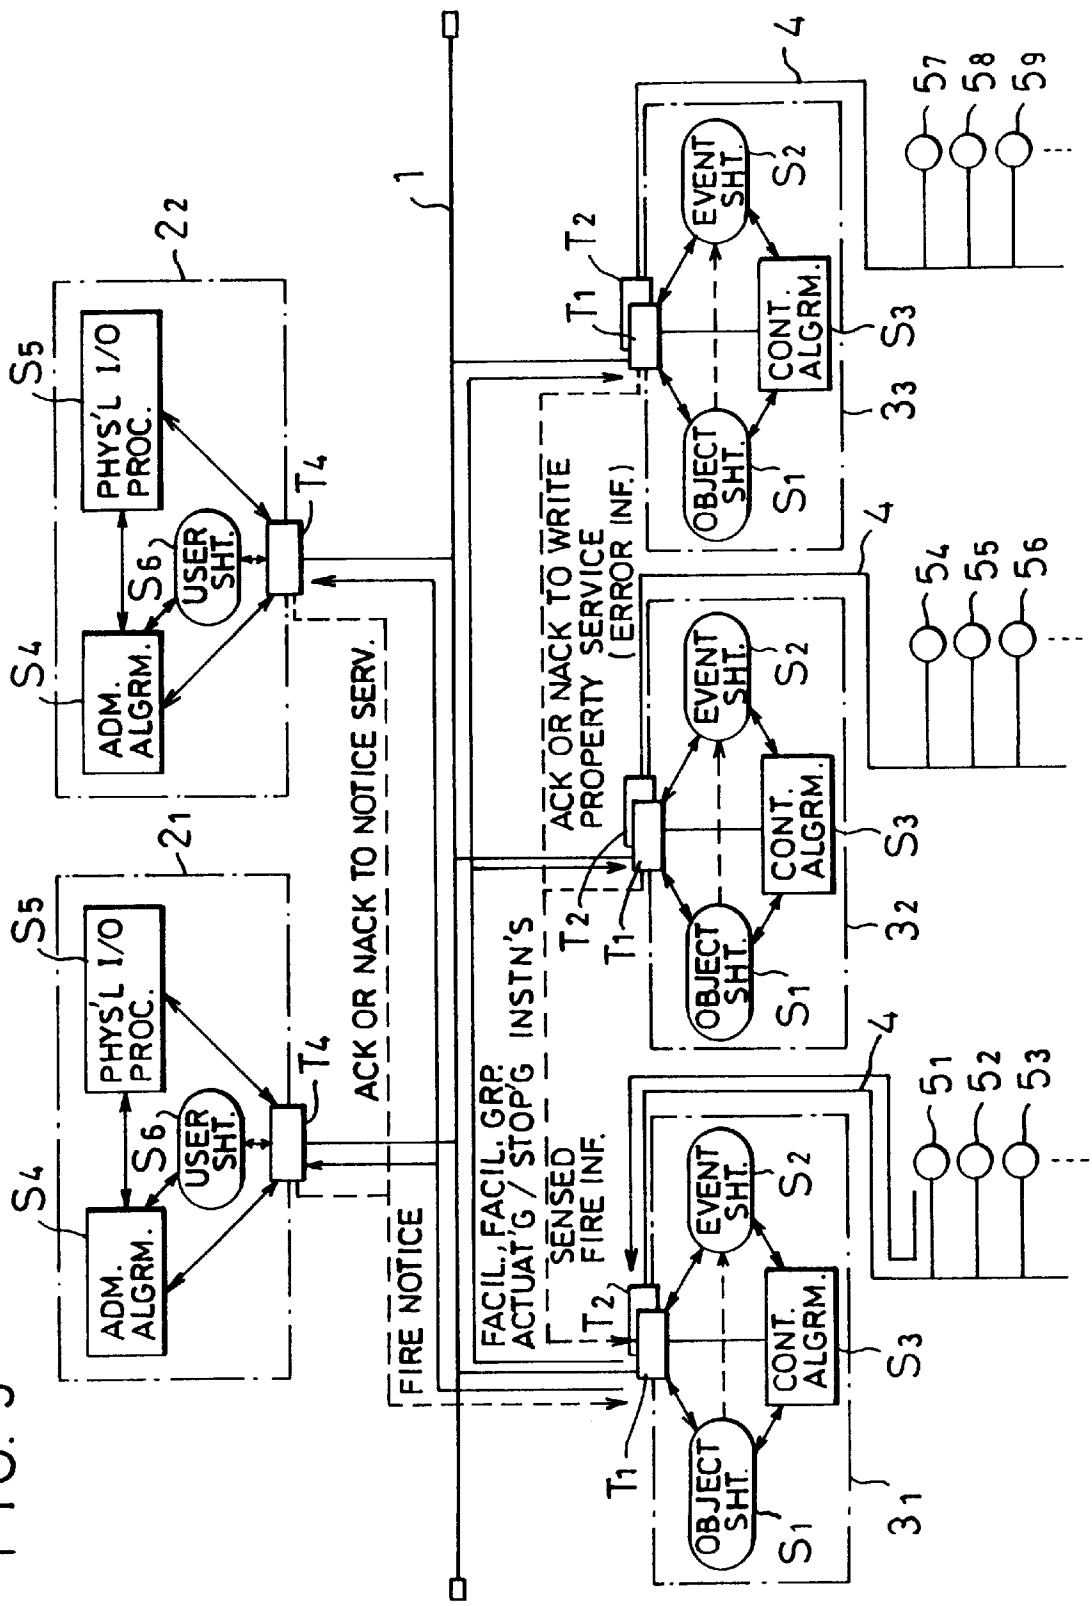 FIG. 5
S4
S5
21
ADM.
ALGRM.
PHYS'L I/O
PROC.
S6
USER
SHT.
T4
S4
S5
22
ADM.
ALGRM.
PHYS'L I/O
PROC.
S6
USER
SHT.
T4
FIRE NOTICE
ACK OR NACK TO NOTICE SERV.
1
FACIL., FACIL. GRP.
ACTUAT'G / STOP'G INSTN'S
SENSED
FIRE INF.
ACK OR NACK TO WRITE
PROPERTY SERVICE
(ERROR INF.)
T1
T2
OBJECT
SHT.
EVENT
SHT.
CONT.
ALGRM.
S1
S2
S3
31
4
51
52
53
T2
T1
OBJECT
SHT.
EVENT
SHT.
CONT.
ALGRM.
S1
S2
S3
32
4
54
55
56
T1
T2
OBJECT
SHT.
EVENT
SHT.
CONT.
ALGRM.
S1
S2
S3
33
4
57
58
59